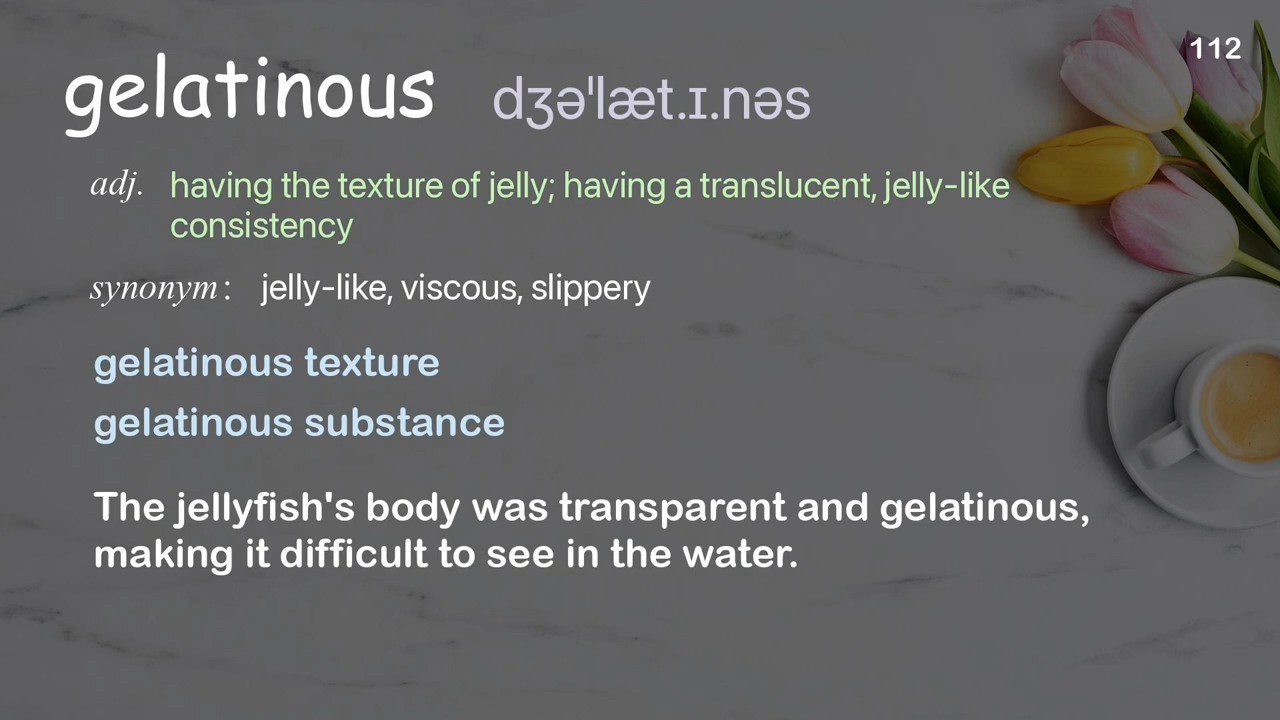 112
gelatinous dʒəˈlæt.ɪ.nəs
adj. having the texture of jelly; having a translucent, jelly-like
consistency
synonym: jelly-like, viscous, slippery
gelatinous texture
gelatinous substance
The jellyfish's body was transparent and gelatinous,
making it difficult to see in the water.